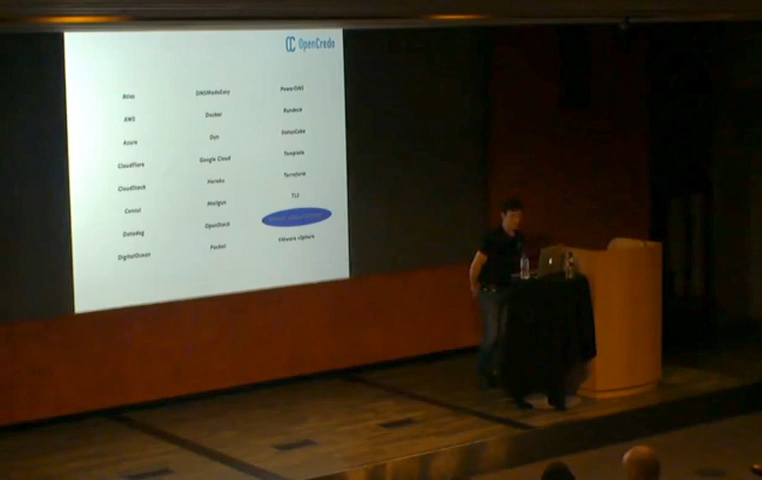 OpenCredo
Atlas
AWS
Azure
CloudFlare
CloudStack
Consul
Datadog
DigitalOcean
DNSMadeEasy
Docker
Dyn
Google Cloud
Heroku
Mailgun
OpenStack
Packet
PowerDNS
Rundeck
StatusCake
Template
Terraform
TLS
VMware vSphere